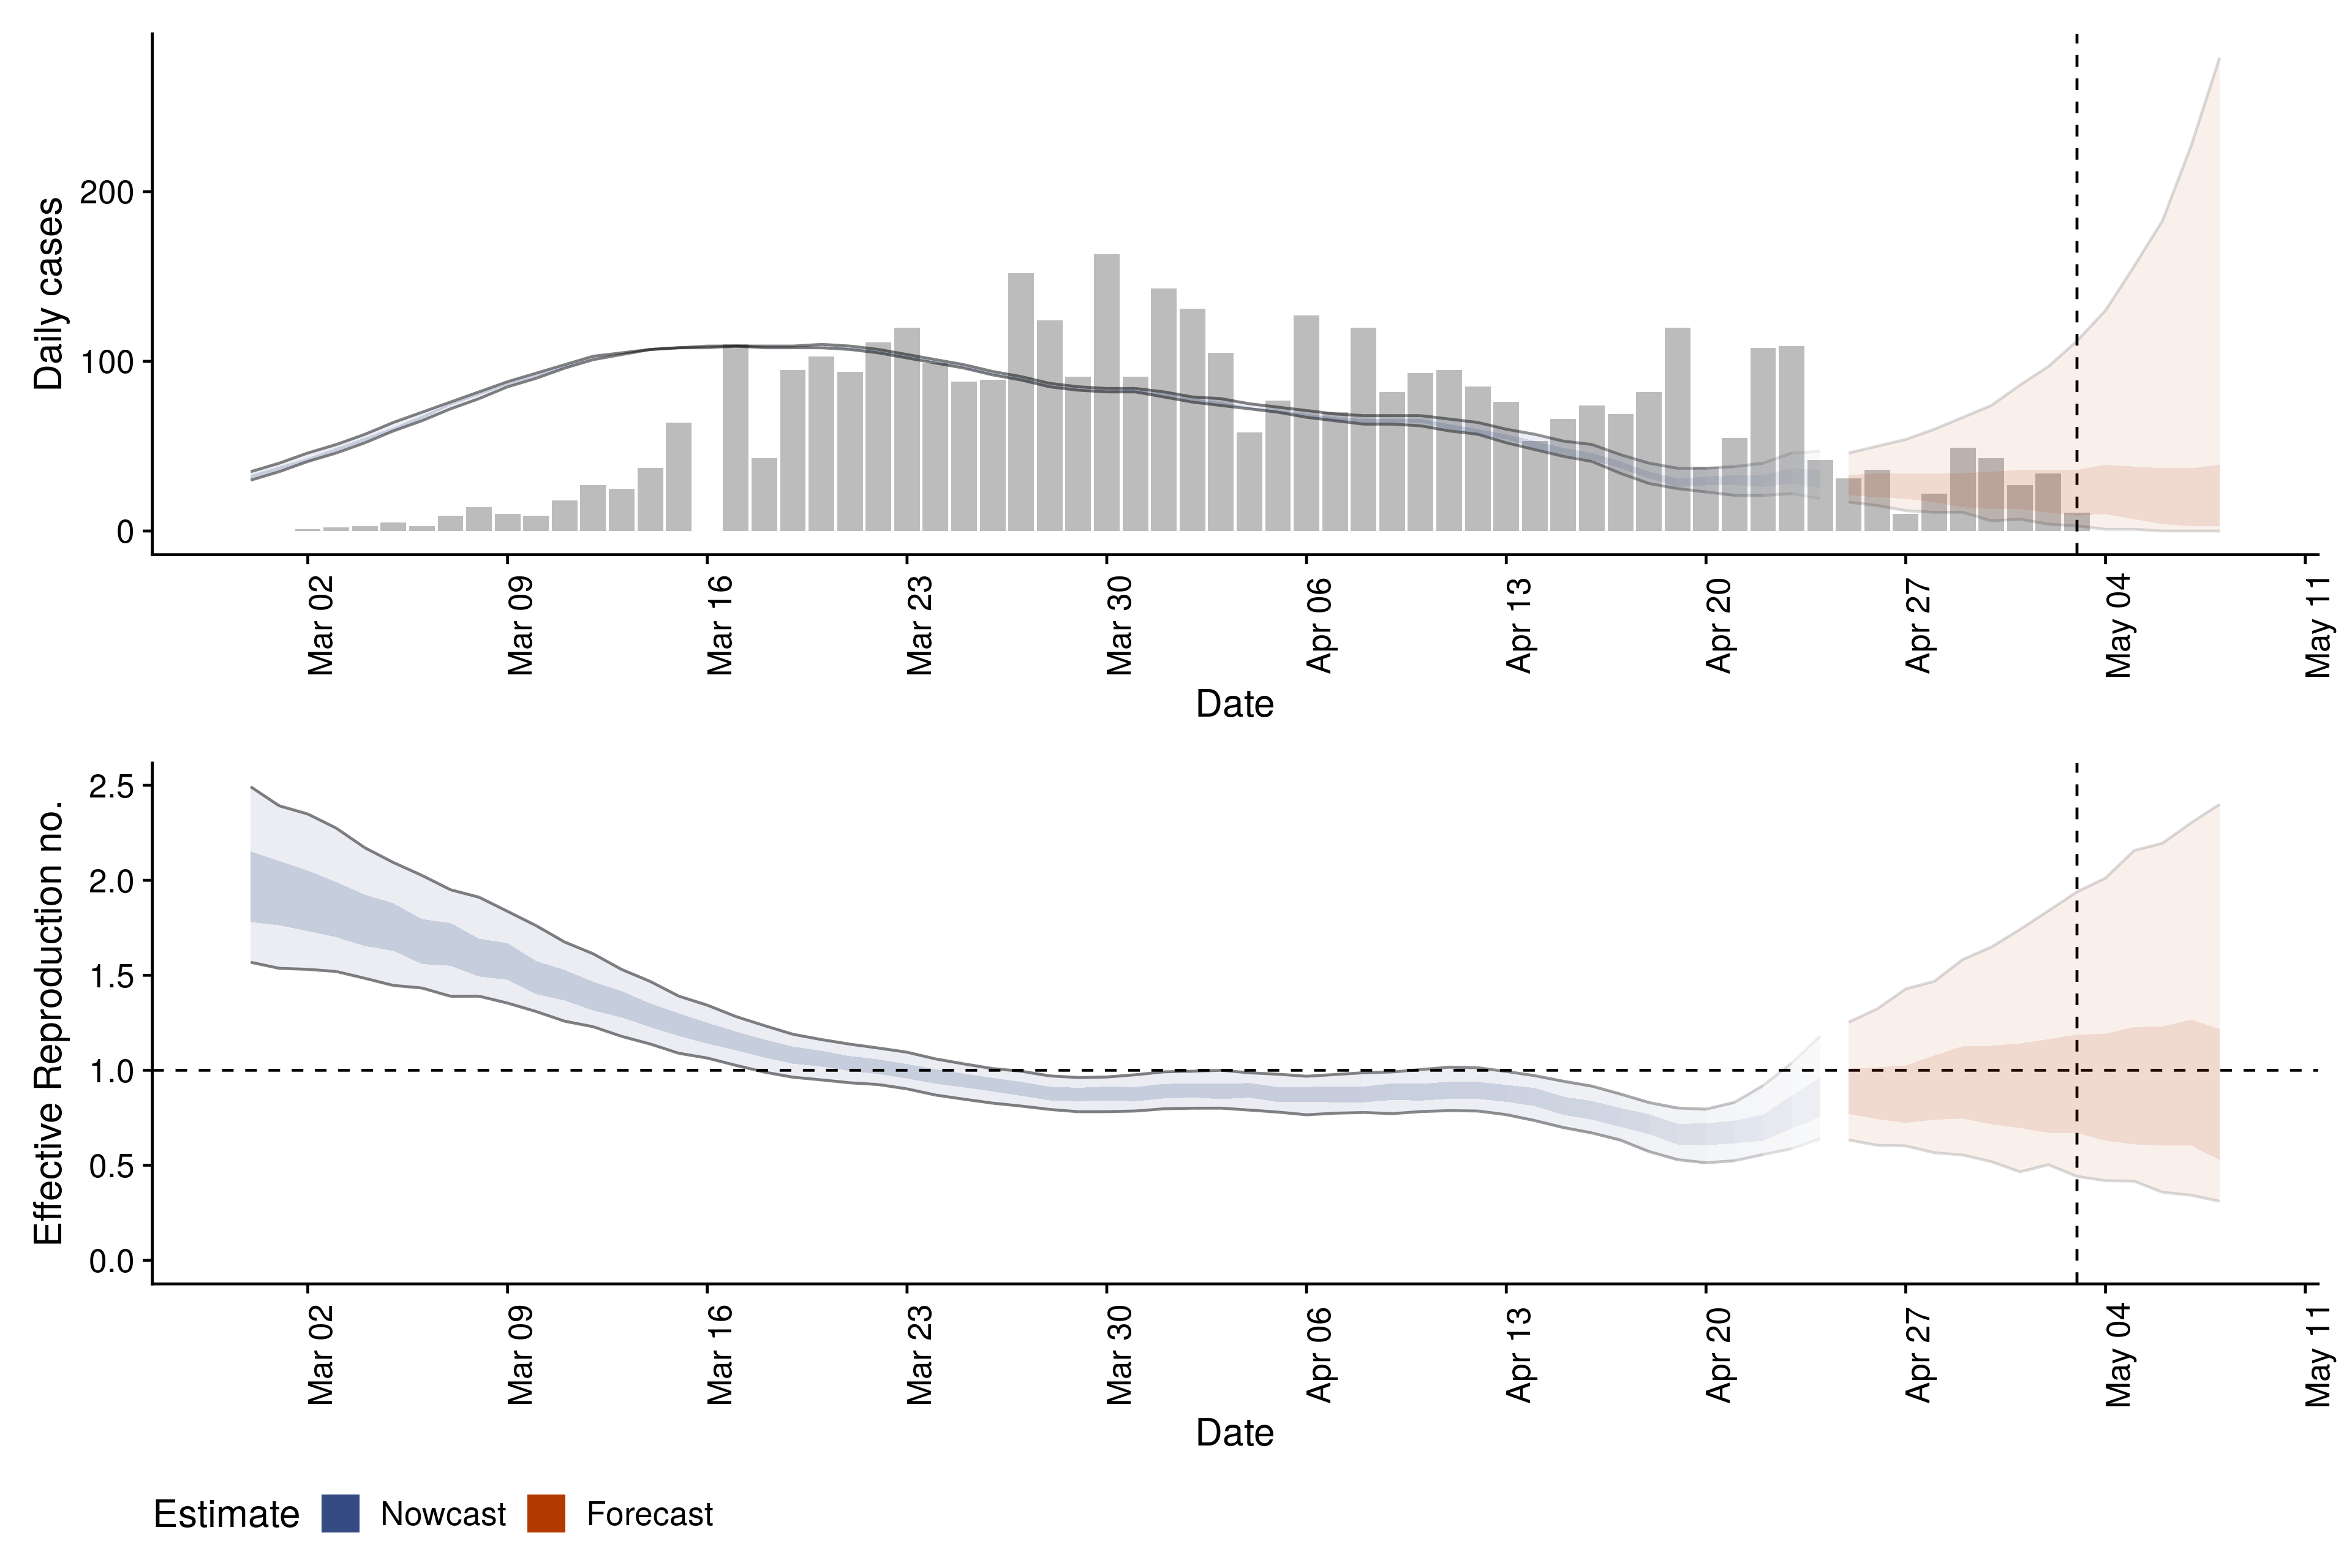 Daily cases
200
100
0
Mar 02
Mar 09
Mar 16
Mar 23
Mar 30
Apr 06
Apr 13
Apr 20
Apr 27
May 04
May 11
Date
Effective Reproduction no.
2.5
2.0
1.5
1.0
0.5
0.0
Mar 02
Mar 09
Mar 16
Mar 23
Mar 30
Apr 06
Apr 13
Apr 20
Apr 27
May 04
May 11
Date
Estimate Nowcast Forecast